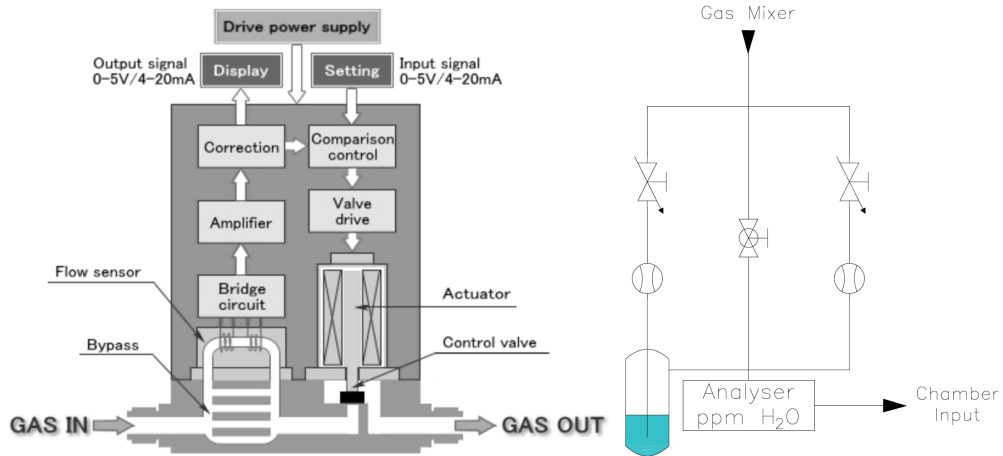 Drive power supply
Output signal
0-5V/4-20mA
Display
Setting
Input signal
0-5V/4-20mA
Correction
Comparison
control
Amplifier
Valve
drive
Flow sensor
Bridge
circuit
Actuator
Bypass
Control valve
GAS IN
GAS OUT
Gas Mixer
Analyser
ppm H₂O
Chamber
Input